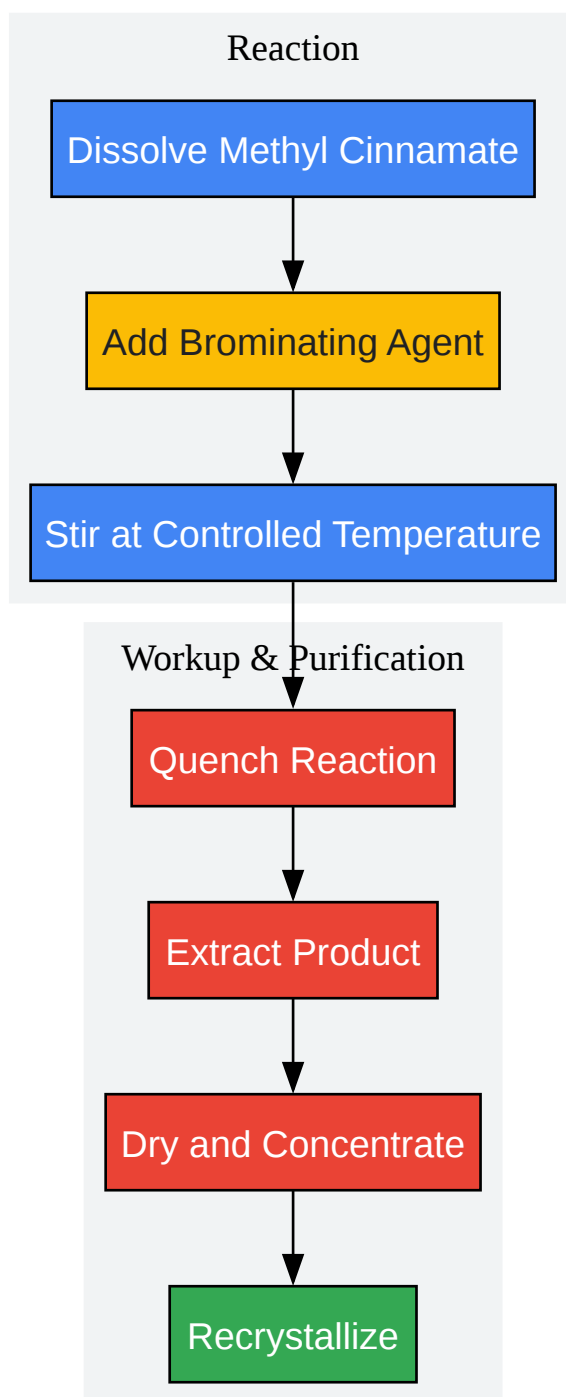 Reaction
Dissolve Methyl Cinnamate
Add Brominating Agent
Stir at Controlled Temperature
Workup & Purification
Quench Reaction
Extract Product
Dry and Concentrate
Recrystallize